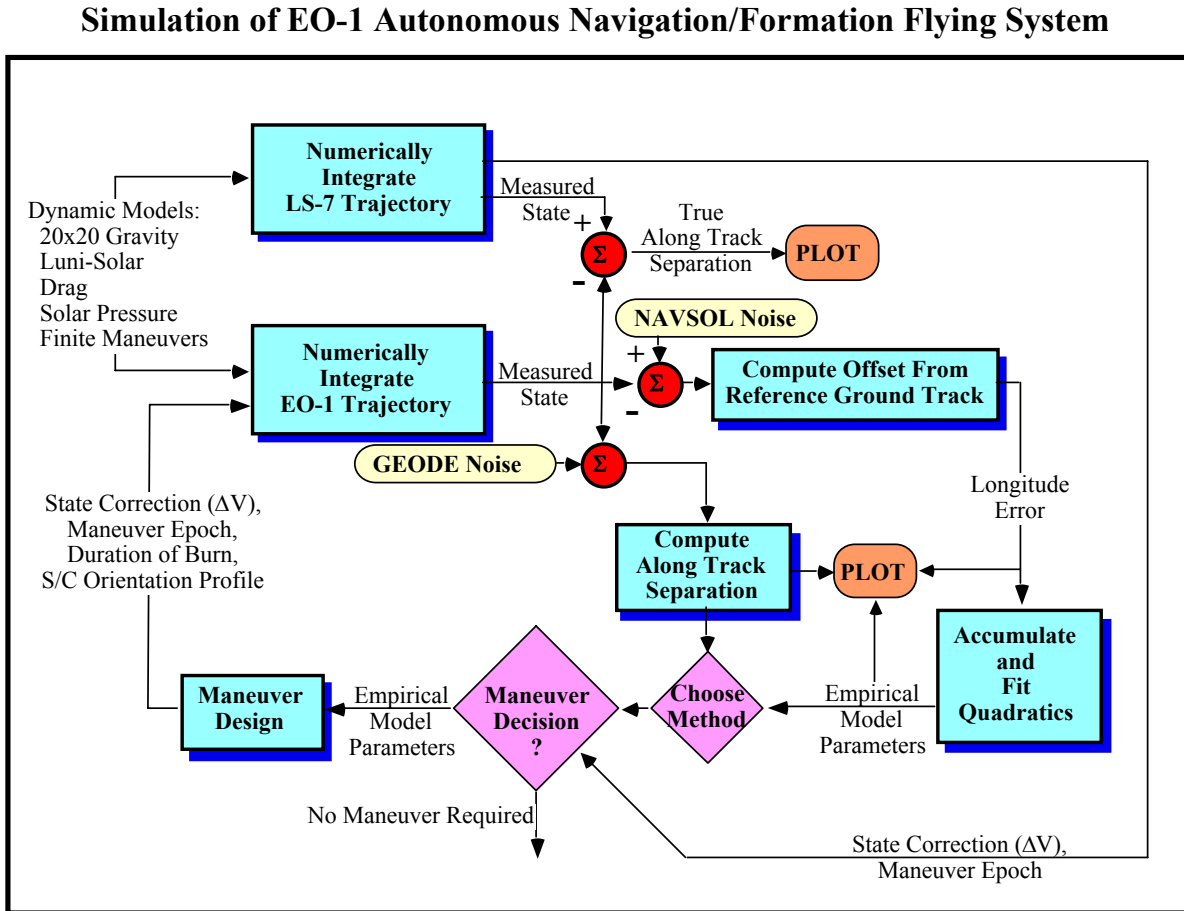 Simulation of EO-1 Autonomous Navigation/Formation Flying System
Numerically
Integrate
LS-7 Trajectory
Measured
State
+
Σ
-
True
Along Track
Separation
PLOT
Dynamic Models:
20x20 Gravity
Luni-Solar
Drag
Solar Pressure
Finite Maneuvers
NAVSOL Noise
Numerically
Integrate
EO-1 Trajectory
Measured
State
+
Σ
-
Compute Offset From
Reference Ground Track
GEODE Noise
Σ
Longitude
Error
State Correction (ΔV),
Maneuver Epoch,
Duration of Burn,
S/C Orientation Profile
Compute
Along Track
Separation
PLOT
Accumulate
and
Fit
Quadratics
Empirical
Model
Parameters
Choose
Method
Maneuver
Decision
?
Empirical
Model
Parameters
Maneuver
Design
No Maneuver Required
State Correction (ΔV),
Maneuver Epoch